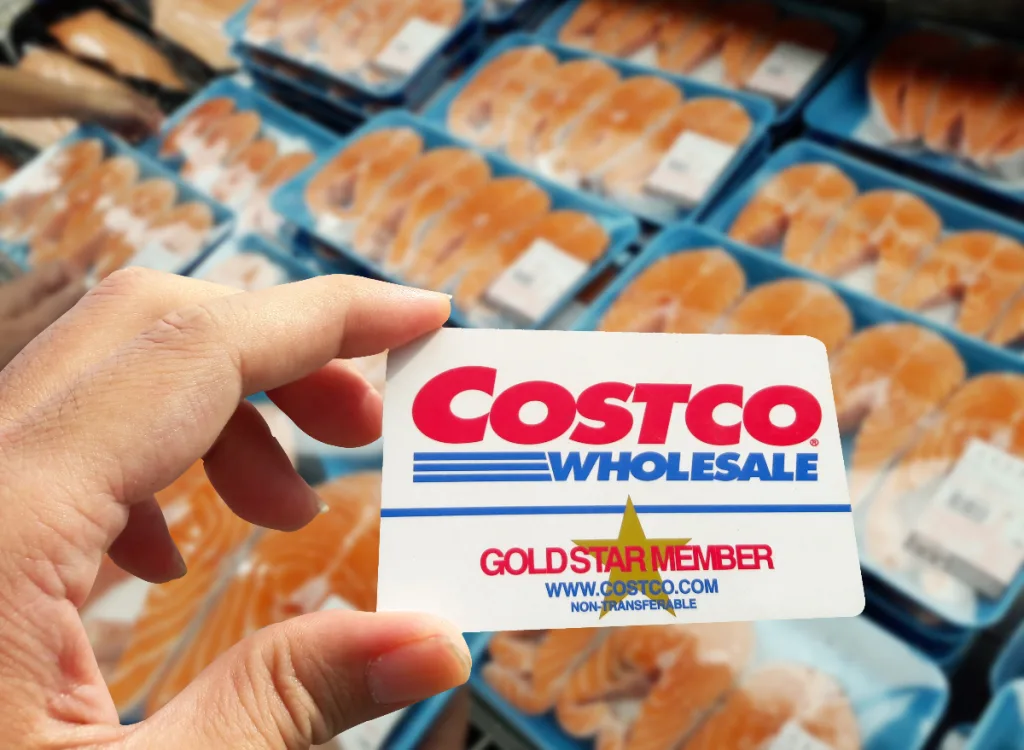 COSTCO®
WHOLESALE
GOLD STAR MEMBER
WWW.COSTCO.COM
NON-TRANSFERABLE